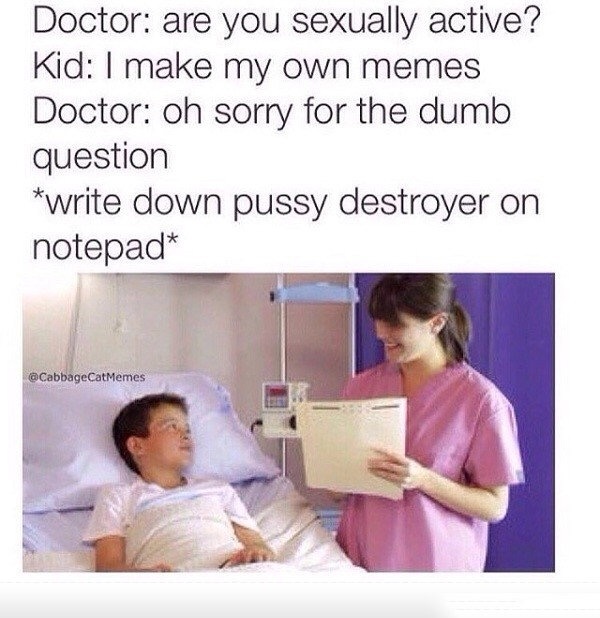 Doctor: are you sexually active?
Kid: I make my own memes
Doctor: oh sorry for the dumb
question
*write down pussy destroyer on
notepad*
@CabbageCatMemes